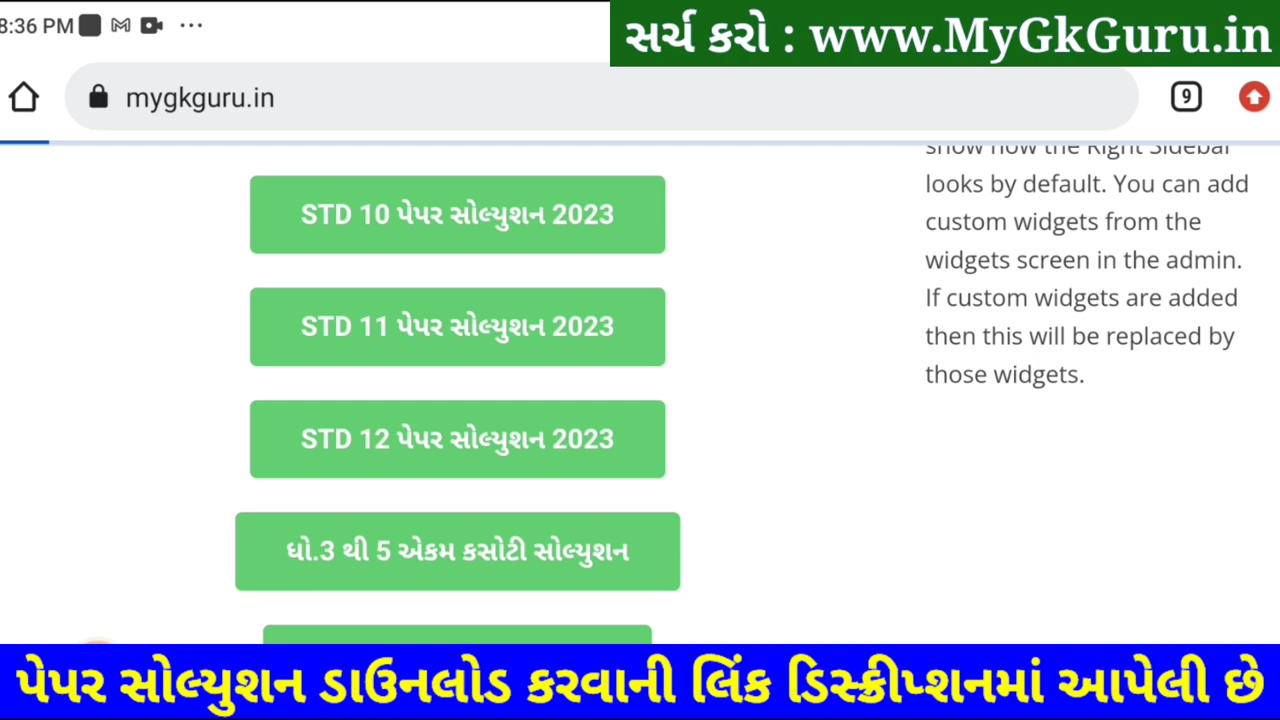 8:36 PM
સર્ચ કરો : www.MyGkGuru.in
mygkguru.in
9
show how the Right Sidebar
looks by default. You can add
custom widgets from the
widgets screen in the admin.
If custom widgets are added
then this will be replaced by
those widgets.
STD 10 પેપર સોલ્યુશન 2023
STD 11 પેપર સોલ્યુશન 2023
STD 12 પેપર સોલ્યુશન 2023
ધો.3 થી 5 એકમ કસોટી સોલ્યુશન
પેપર સોલ્યુશન ડાઉનલોડ કરવાની લિંક ડિસ્ક્રીપ્શનમાં આપેલી છે